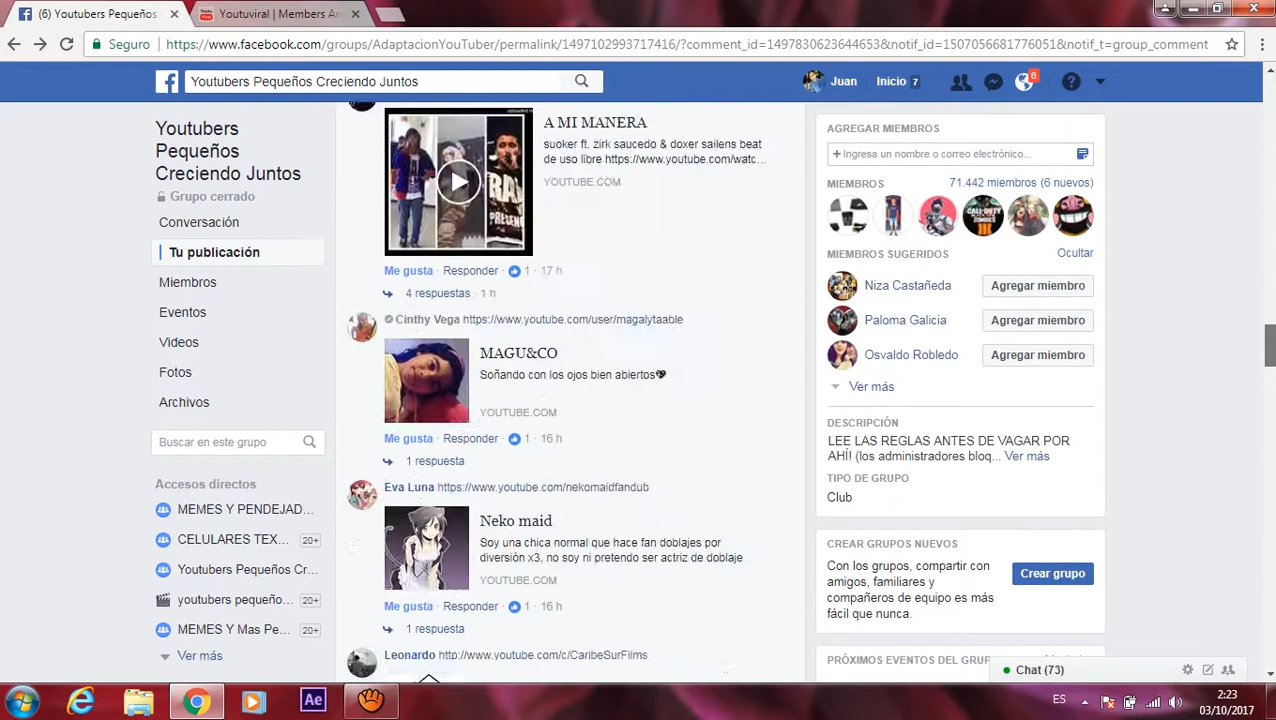 (6) Youtubers Pequeños
Youtuviral | Members Ar
Seguro
https://www.facebook.com/groups/AdaptacionYouTuber/permalink/1497102993717416/?comment_id=1497830623644653&notif_id=1507056681776051&notif_t=group_comment
Youtubers Pequeños Creciendo Juntos
Juan
Inicio 7
6
Youtubers
Pequeños
Creciendo Juntos
Grupo cerrado
Conversación
Tu publicación
Miembros
Eventos
Videos
Fotos
Archivos
Buscar en este grupo
Accesos directos
MEMES Y PENDEJAD...
CELULARES TEX... 20+
Youtubers Pequeños Cr...
youtubers pequeño... 20+
MEMES Y Mas Pe... 20+
Ver más
A MI MANERA
suoker ft. zirk saucedo & doxer sailens beat
de uso libre https://www.youtube.com/watc...
YOUTUBE.COM
Me gusta · Responder · 1 · 17 h
4 respuestas · 1 h
Cinthy Vega https://www.youtube.com/user/magalytaable
MAGU&CO
Soñando con los ojos bien abiertos
YOUTUBE.COM
Me gusta · Responder · 1 · 16 h
1 respuesta
Eva Luna https://www.youtube.com/nekomaidfandub
Neko maid
Soy una chica normal que hace fan doblajes por
diversión x3, no soy ni pretendo ser actriz de doblaje
YOUTUBE.COM
Me gusta · Responder · 1 · 16 h
1 respuesta
Leonardo http://www.youtube.com/c/CaribeSurFilms
AGREGAR MIEMBROS
+ Ingresa un nombre o correo electrónico...
MIEMBROS 71.442 miembros (6 nuevos)
MIEMBROS SUGERIDOS Ocultar
Niza Castañeda Agregar miembro
Paloma Galicia Agregar miembro
Osvaldo Robledo Agregar miembro
Ver más
DESCRIPCIÓN
LEE LAS REGLAS ANTES DE VAGAR POR
AHÍ! (los administradores bloq... Ver más
TIPO DE GRUPO
Club
CREAR GRUPOS NUEVOS
Con los grupos, compartir con
amigos, familiares y
compañeros de equipo es más
fácil que nunca.
Crear grupo
PRÓXIMOS EVENTOS DEL GRU
Chat (73)
Ae
ES
2:23
03/10/2017